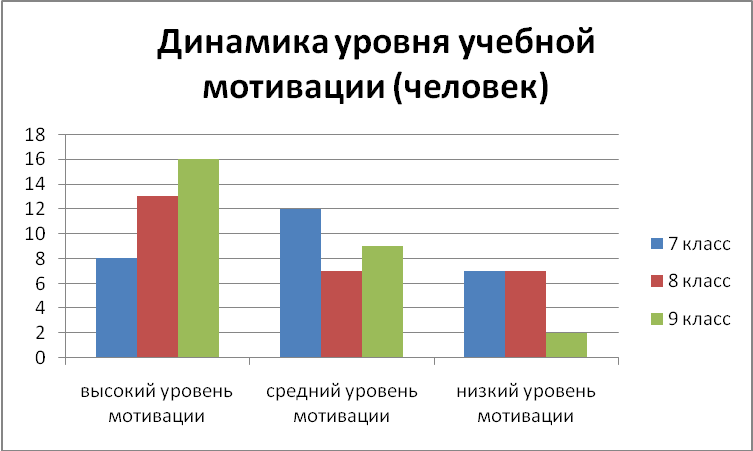 Динамика уровня учебной
мотивации (человек)
18
16
14
12
10
8
6
4
2
0
высокий уровень
мотивации
средний уровень
мотивации
низкий уровень
мотивации
7 класс
8 класс
9 класс